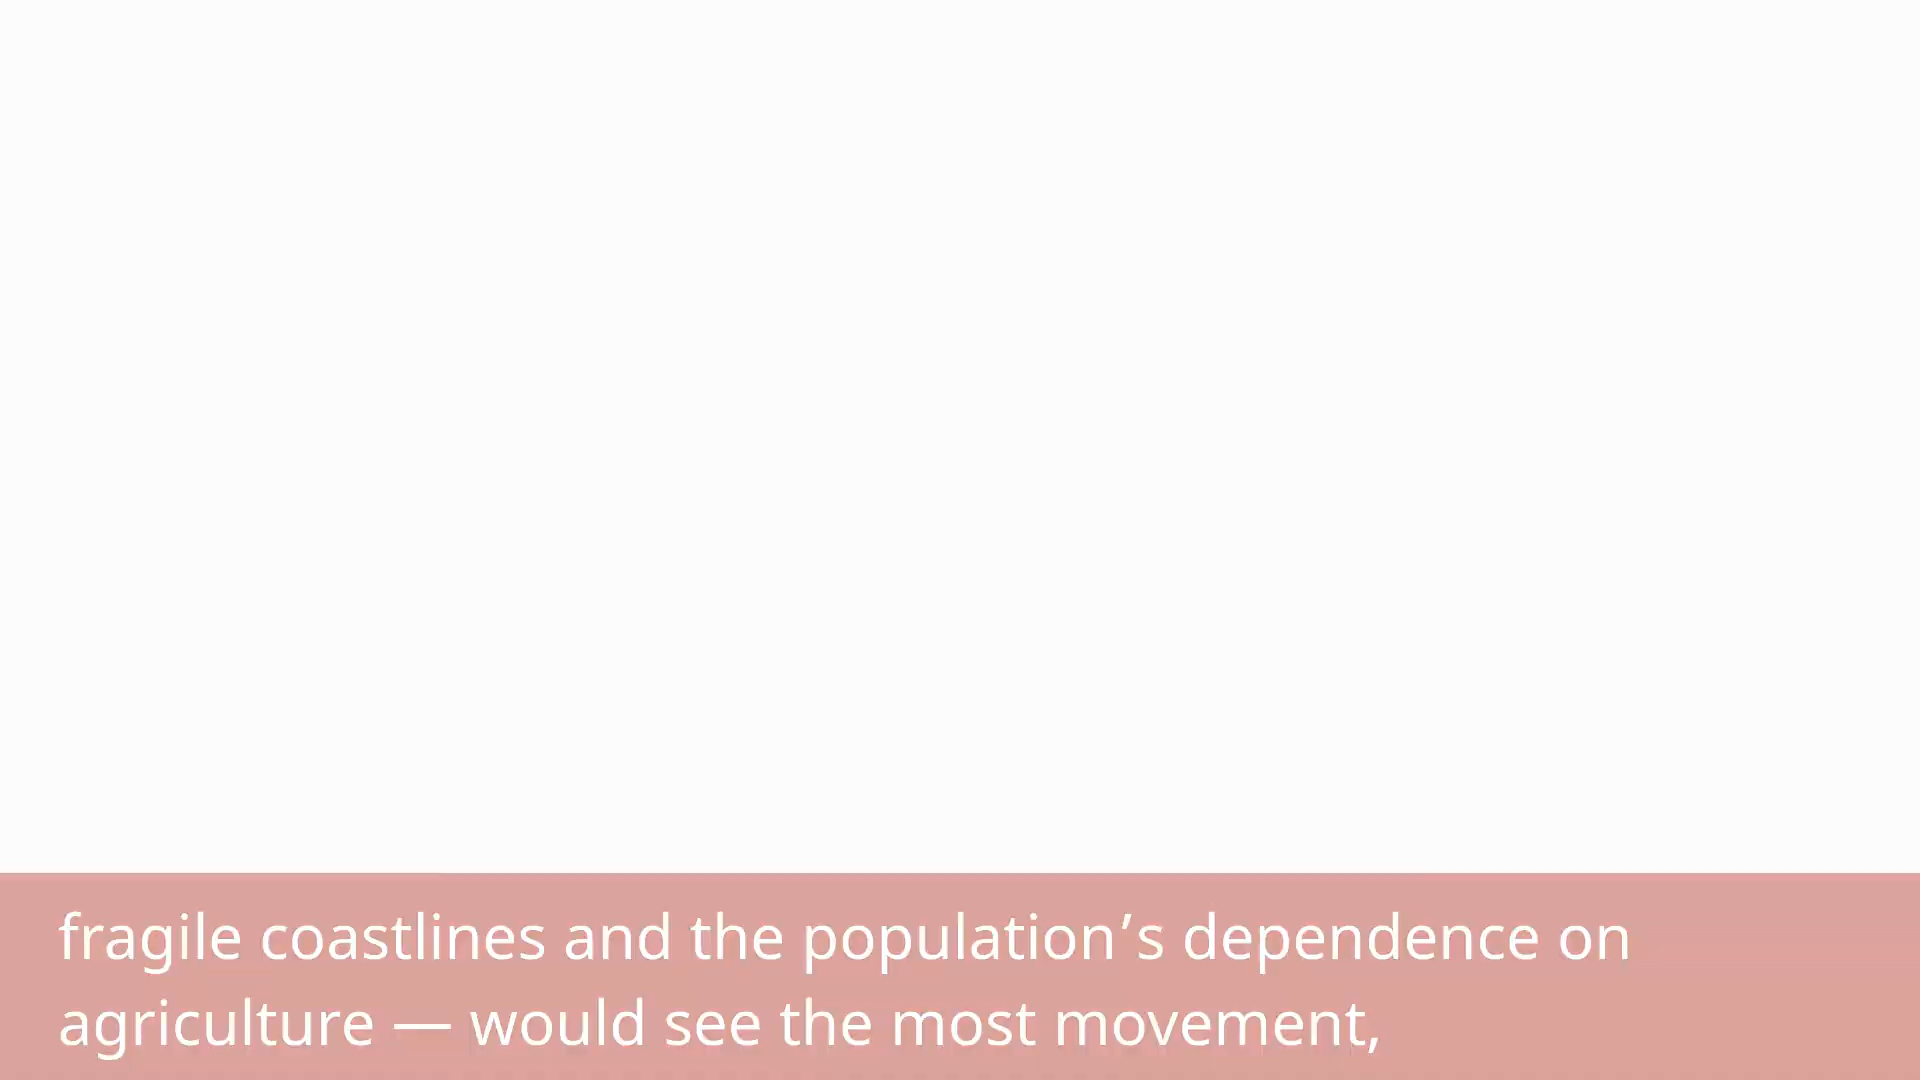 fragile coastlines and the population’s dependence on
agriculture — would see the most movement,